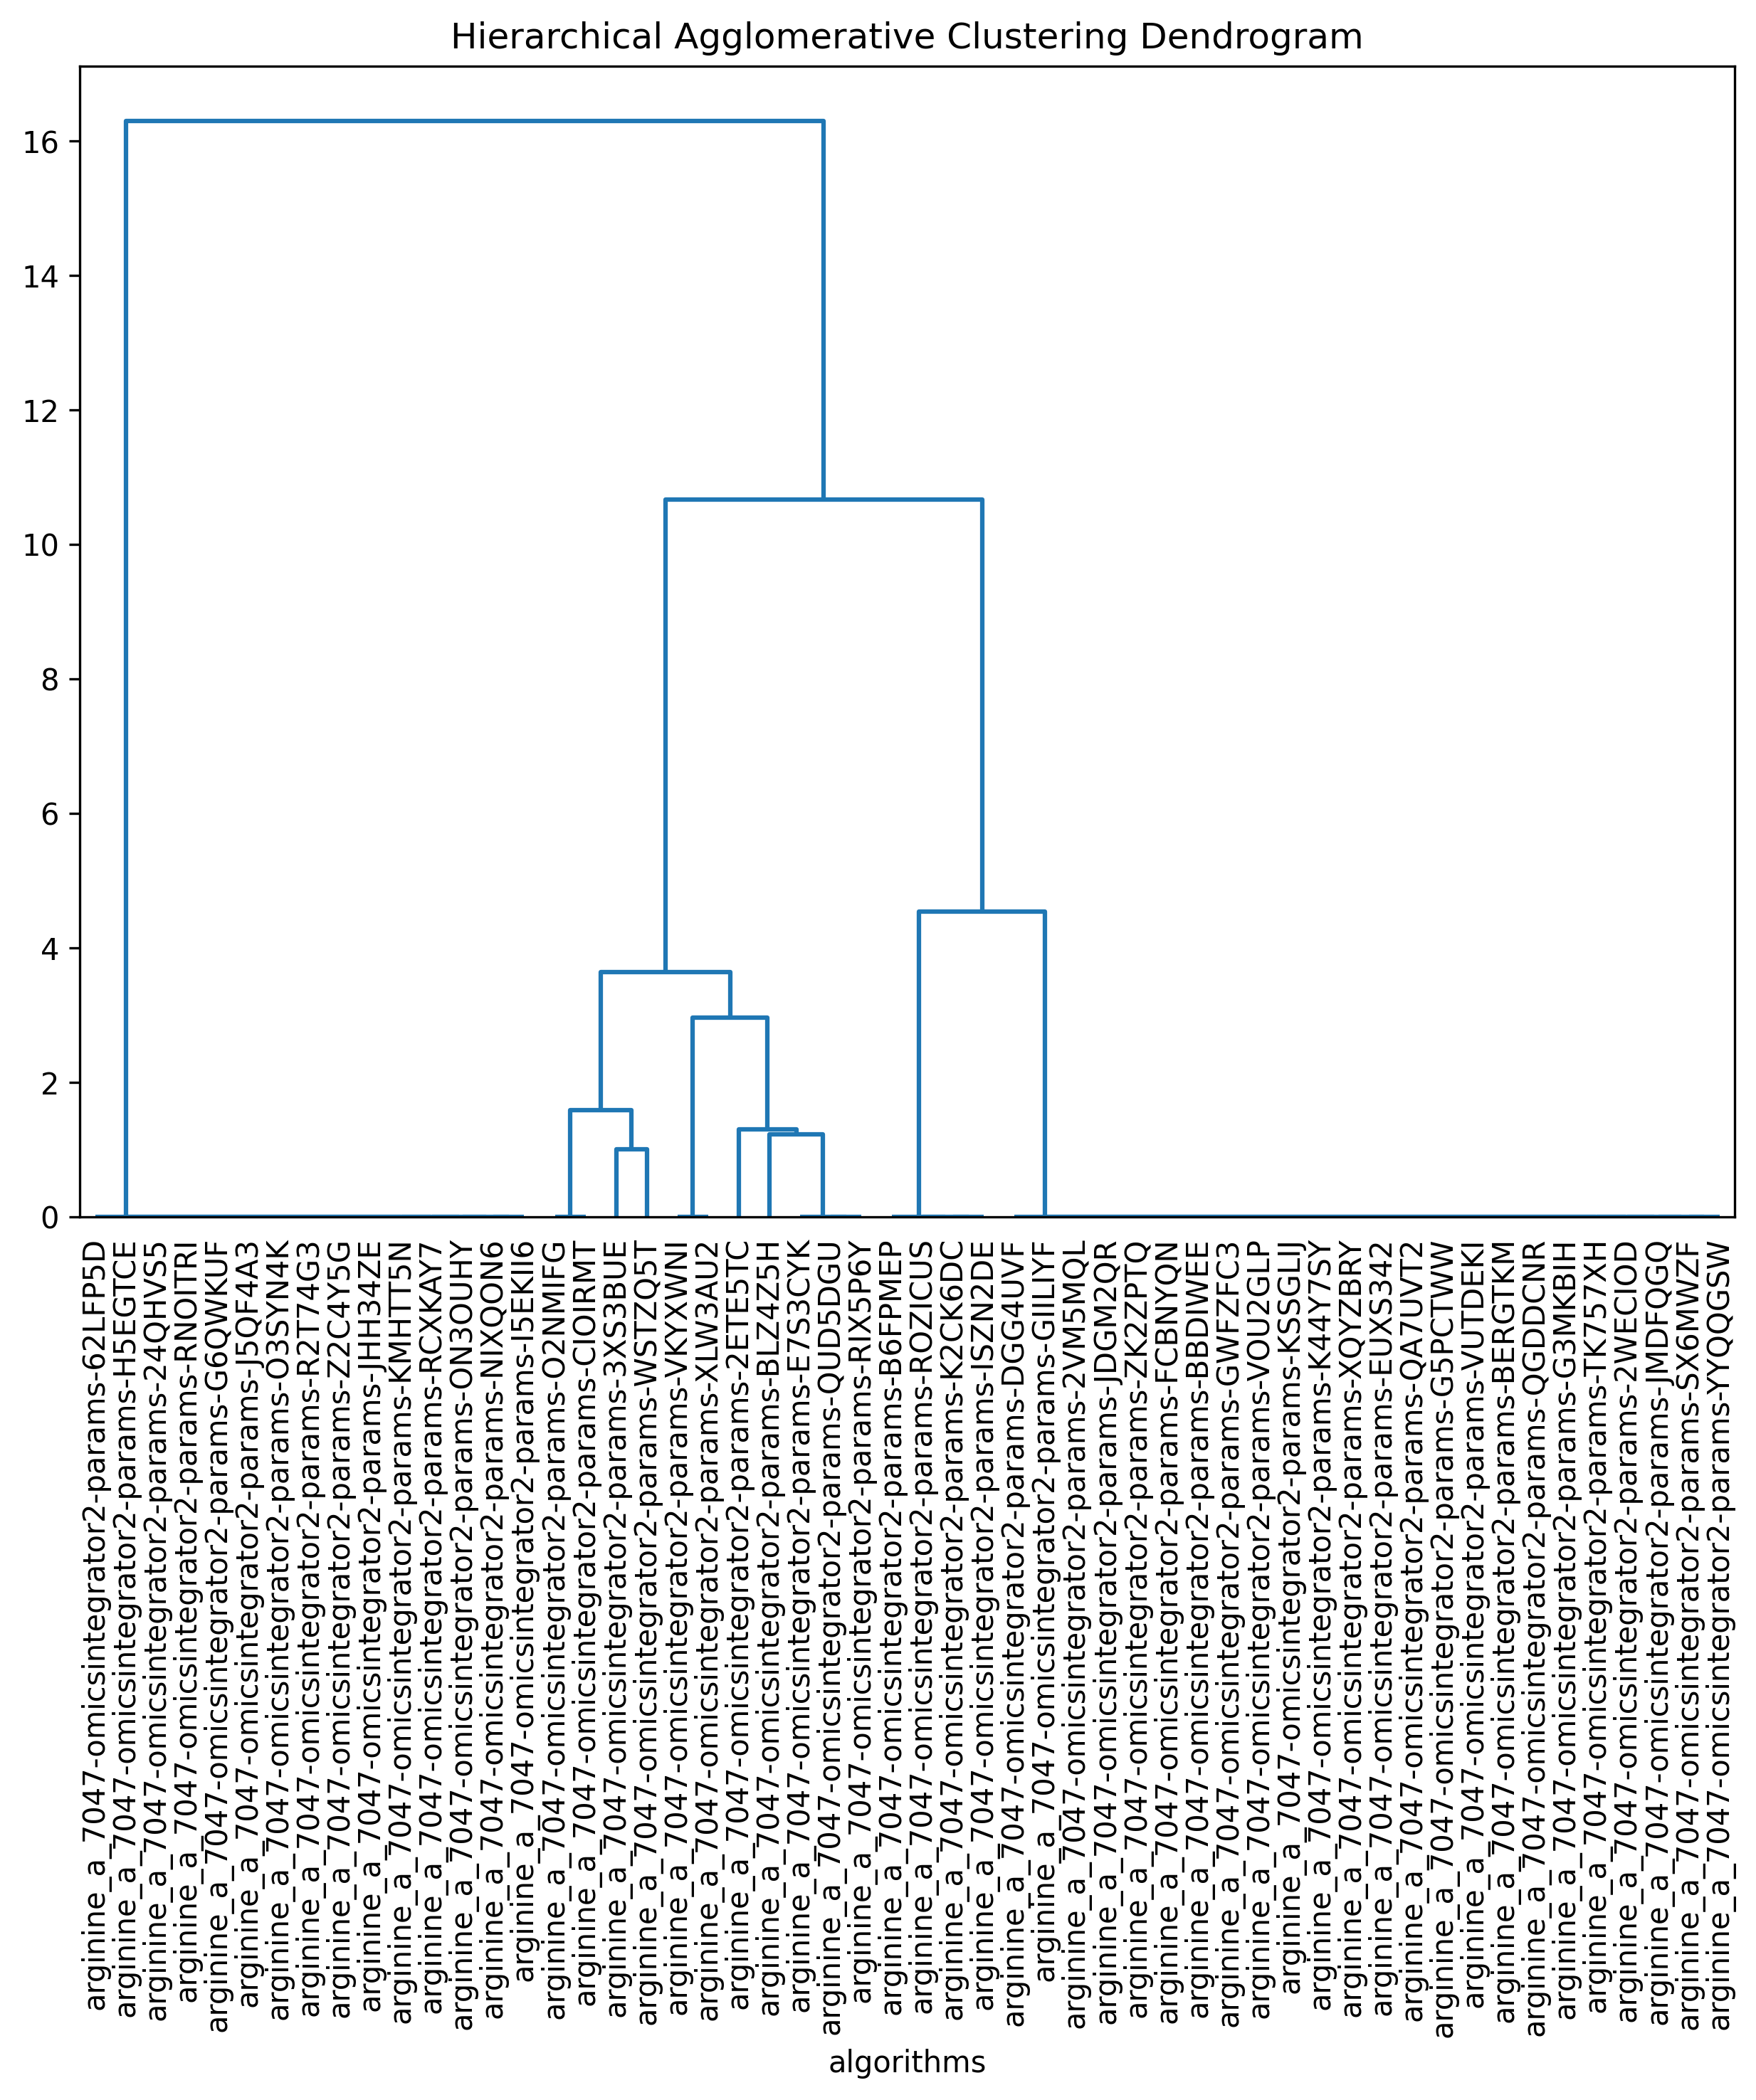 Hierarchical Agglomerative Clustering Dendrogram
16
14
12
10
8
6
4
2
0
arginine_a_7047-omicsintegrator2-params-62LFP5D
arginine_a_7047-omicsintegrator2-params-H5EGTCE
arginine_a_7047-omicsintegrator2-params-24QHVS5
arginine_a_7047-omicsintegrator2-params-RNOITRI
arginine_a_7047-omicsintegrator2-params-G6QWKUF
arginine_a_7047-omicsintegrator2-params-J5QF4A3
arginine_a_7047-omicsintegrator2-params-O3SYN4K
arginine_a_7047-omicsintegrator2-params-R2T74G3
arginine_a_7047-omicsintegrator2-params-Z2C4Y5G
arginine_a_7047-omicsintegrator2-params-JHH34ZE
arginine_a_7047-omicsintegrator2-params-KMHTT5N
arginine_a_7047-omicsintegrator2-params-RCXKAY7
arginine_a_7047-omicsintegrator2-params-ON3OUHY
arginine_a_7047-omicsintegrator2-params-NIXQON6
arginine_a_7047-omicsintegrator2-params-I5EKII6
arginine_a_7047-omicsintegrator2-params-O2NMIFG
arginine_a_7047-omicsintegrator2-params-CIOIRMT
arginine_a_7047-omicsintegrator2-params-3XS3BUE
arginine_a_7047-omicsintegrator2-params-WSTZQ5T
arginine_a_7047-omicsintegrator2-params-VKYXWNI
arginine_a_7047-omicsintegrator2-params-XLW3AU2
arginine_a_7047-omicsintegrator2-params-2ETE5TC
arginine_a_7047-omicsintegrator2-params-BLZ4Z5H
arginine_a_7047-omicsintegrator2-params-E7S3CYK
arginine_a_7047-omicsintegrator2-params-QUD5DGU
arginine_a_7047-omicsintegrator2-params-RIX5P6Y
arginine_a_7047-omicsintegrator2-params-B6FPMEP
arginine_a_7047-omicsintegrator2-params-ROZICUS
arginine_a_7047-omicsintegrator2-params-K2CK6DC
arginine_a_7047-omicsintegrator2-params-ISZN2DE
arginine_a_7047-omicsintegrator2-params-DGG4UVF
arginine_a_7047-omicsintegrator2-params-GIILIYF
arginine_a_7047-omicsintegrator2-params-2VM5MQL
arginine_a_7047-omicsintegrator2-params-JDGM2QR
arginine_a_7047-omicsintegrator2-params-ZK2ZPTQ
arginine_a_7047-omicsintegrator2-params-FCBNYQN
arginine_a_7047-omicsintegrator2-params-BBDIWEE
arginine_a_7047-omicsintegrator2-params-GWFZFC3
arginine_a_7047-omicsintegrator2-params-VOU2GLP
arginine_a_7047-omicsintegrator2-params-KSSGLIJ
arginine_a_7047-omicsintegrator2-params-K44Y7SY
arginine_a_7047-omicsintegrator2-params-XQYZBRY
arginine_a_7047-omicsintegrator2-params-EUXS342
arginine_a_7047-omicsintegrator2-params-QA7UVT2
arginine_a_7047-omicsintegrator2-params-G5PCTWW
arginine_a_7047-omicsintegrator2-params-VUTDEKI
arginine_a_7047-omicsintegrator2-params-BERGTKM
arginine_a_7047-omicsintegrator2-params-QGDDCNR
arginine_a_7047-omicsintegrator2-params-G3MKBIH
arginine_a_7047-omicsintegrator2-params-TK757XH
arginine_a_7047-omicsintegrator2-params-2WECIOD
arginine_a_7047-omicsintegrator2-params-JMDFQGQ
arginine_a_7047-omicsintegrator2-params-SX6MWZF
arginine_a_7047-omicsintegrator2-params-YYQQGSW
algorithms